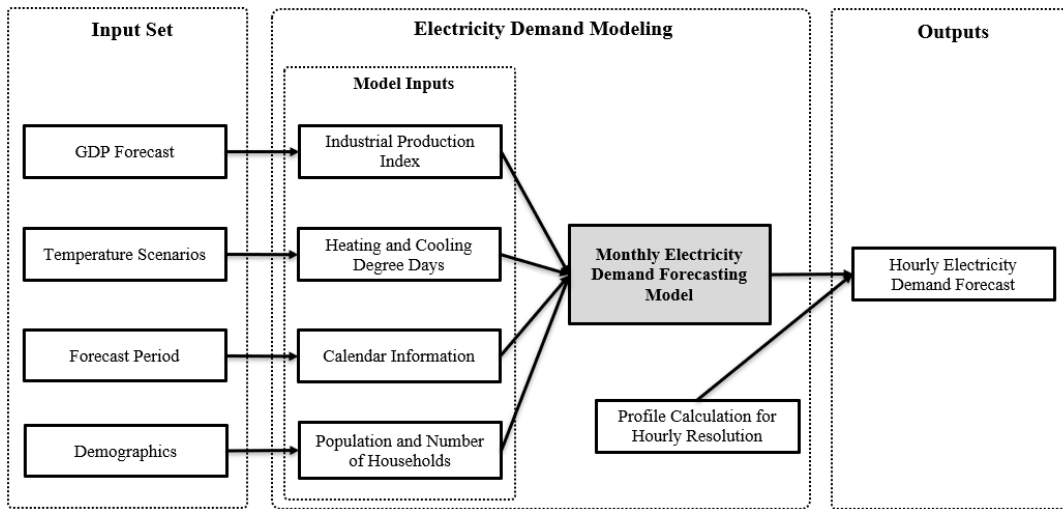 Input Set
GDP Forecast
Temperature Scenarios
Forecast Period
Demographics
Electricity Demand Modeling
Model Inputs
Industrial Production
Index
Heating and Cooling
Degree Days
Calendar Information
Population and Number
of Households
Monthly Electricity
Demand Forecasting
Model
Profile Calculation for
Hourly Resolution
Outputs
Hourly Electricity
Demand Forecast